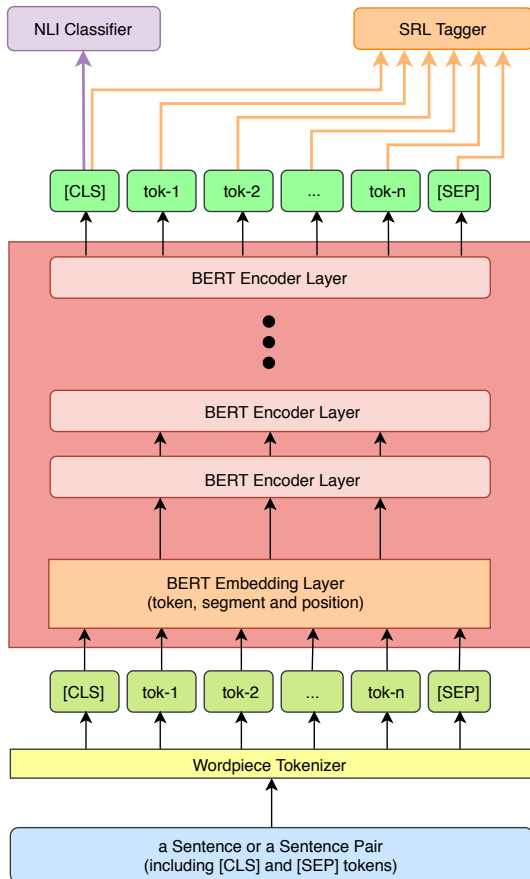 NLI Classifier
SRL Tagger
[CLS]
tok-1
tok-2
...
tok-n
[SEP]
BERT Encoder Layer
BERT Encoder Layer
BERT Encoder Layer
BERT Embedding Layer
(token, segment and position)
[CLS]
tok-1
tok-2
...
tok-n
[SEP]
Wordpiece Tokenizer
a Sentence or a Sentence Pair
(including [CLS] and [SEP] tokens)